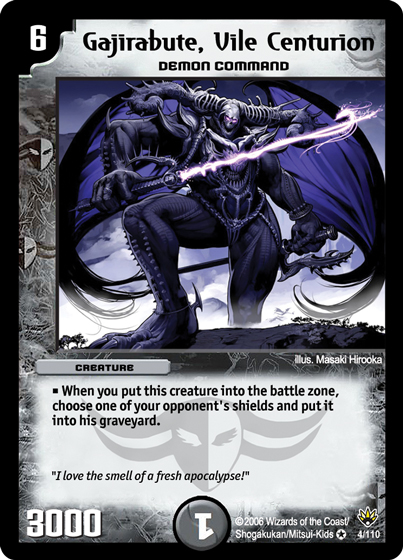 6
Gajirabute, Vile Centurion
DEMON COMMAND
illus. Masaki Hirooka
CREATURE
▪ When you put this creature into the battle zone,
choose one of your opponent's shields and put it
into his graveyard.
"I love the smell of a fresh apocalypse!"
3000
1
©2006 Wizards of the Coast/
Shogakukan/Mitsui-Kids ✪ 4/110